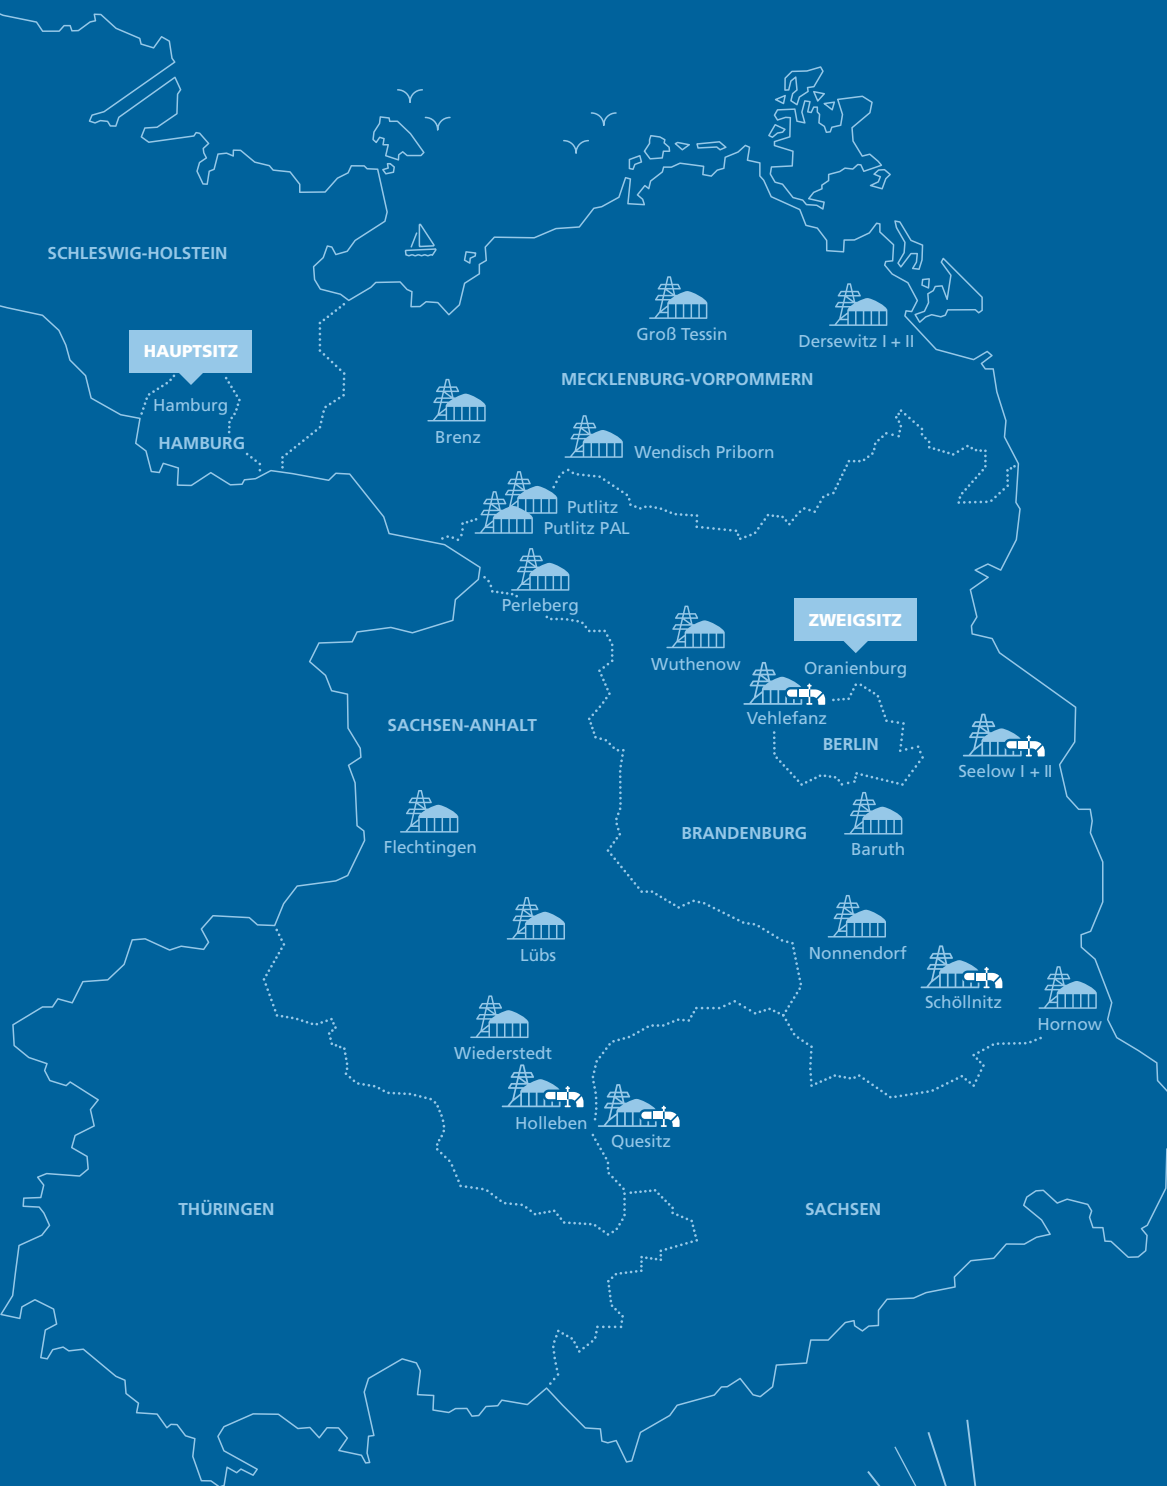 SCHLESWIG-HOLSTEIN
Groß Tessin
Dersewitz I + II
HAUPTSITZ
Hamburg
HAMBURG
MECKLENBURG-VORPOMMERN
Brenz
Wendisch Priborn
Putlitz
Putlitz PAL
Perleberg
ZWEIGSITZ
Oranienburg
Wuthenow
Vehlefanz
SACHSEN-ANHALT
BERLIN
Seelow I + II
Flechtingen
BRANDENBURG
Baruth
Lübs
Nonnendorf
Schöllnitz
Hornow
Wiederstedt
Holleben
Quesitz
THÜRINGEN
SACHSEN